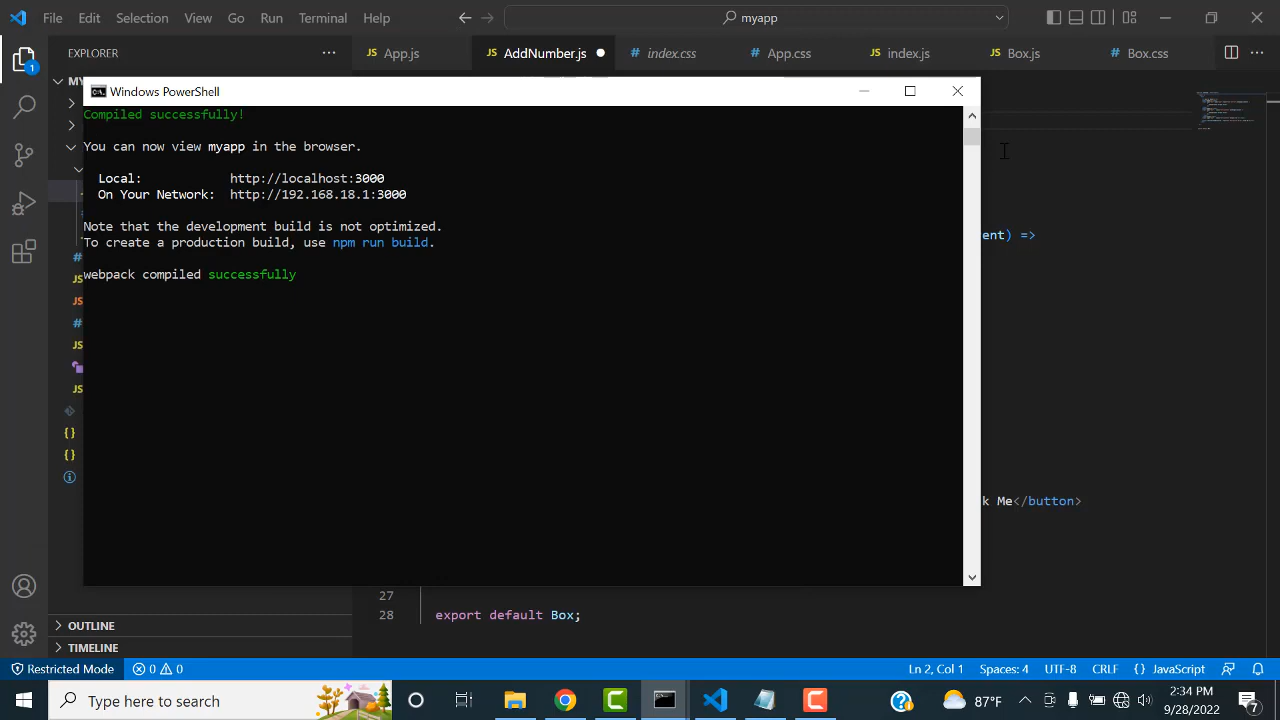 File Edit Selection View Go Run Terminal Help
myapp
EXPLORER
App.js
AddNumber.js
index.css
App.css
index.js
Box.js
Box.css
MY
1
Windows PowerShell
Compiled successfully!
You can now view myapp in the browser.
Local: http://localhost:3000
On Your Network: http://192.168.18.1:3000
Note that the development build is not optimized.
To create a production build, use npm run build.
webpack compiled successfully
ent) =>
k Me</button>
27
28 export default Box;
OUTLINE
TIMELINE
Restricted Mode 0 0 Ln 2, Col 1 Spaces: 4 UTF-8 CRLF {} JavaScript
Type here to search
87°F
2:34 PM
9/28/2022
7